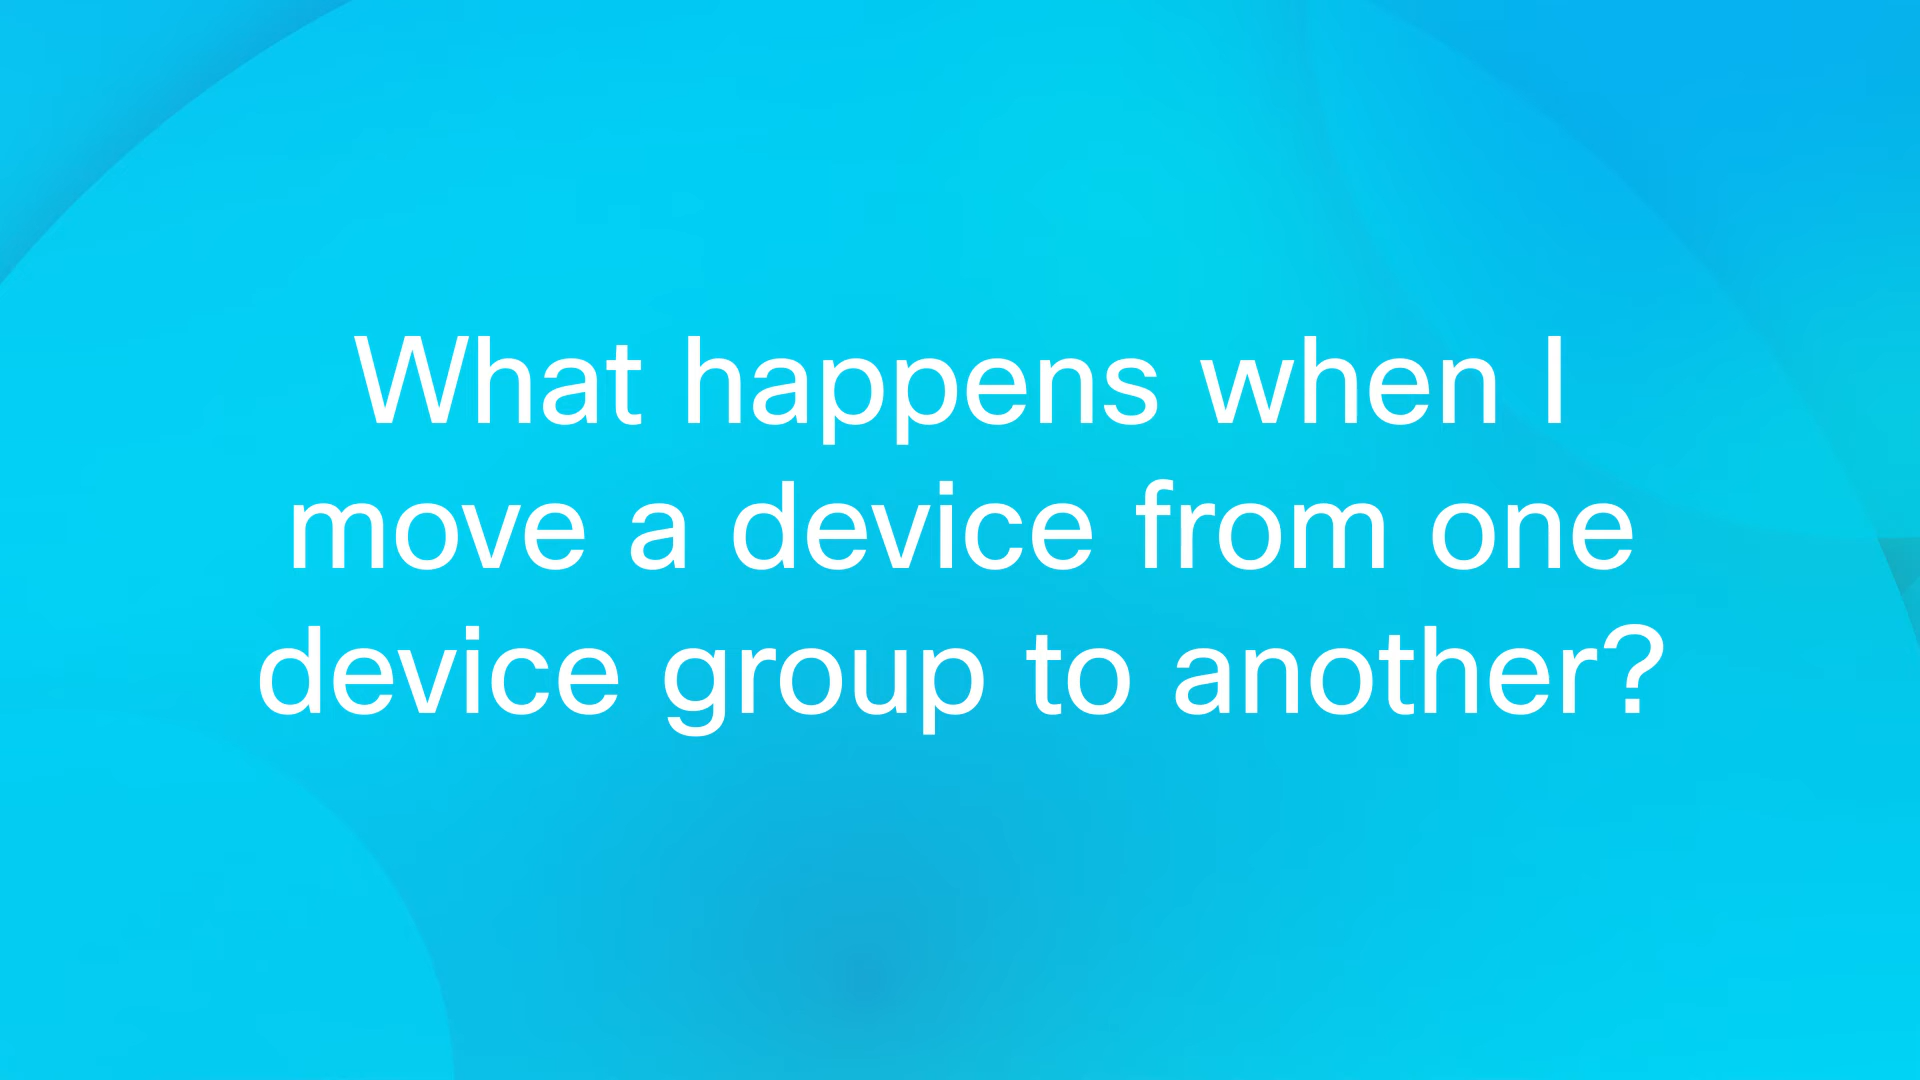 What happens when I
move a device from one
device group to another?